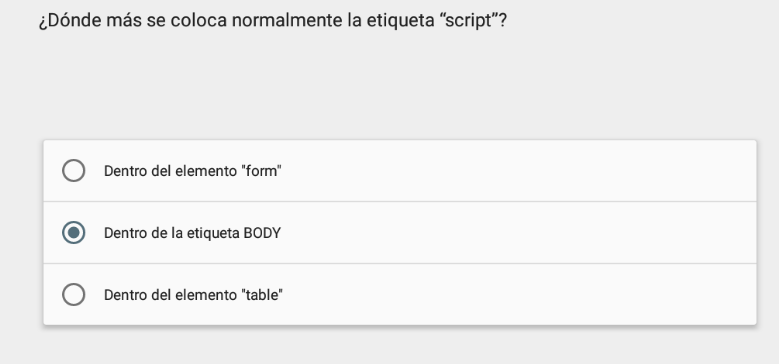 ¿Dónde más se coloca normalmente la etiqueta “script”?
Dentro del elemento "form"
Dentro de la etiqueta BODY
Dentro del elemento "table"